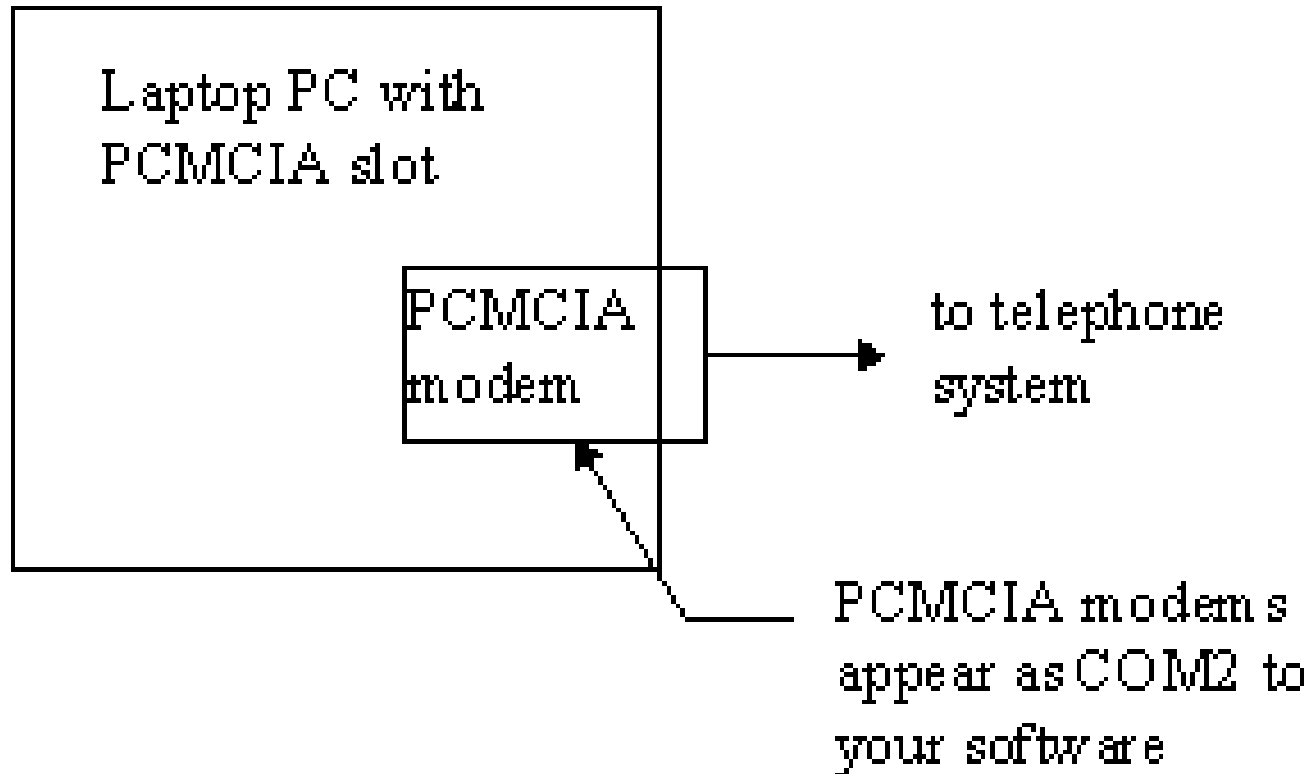 Laptop PC with
PCMCIA slot
PCMCIA
modem
to telephone
system
PCMCIA modems
appear as COM2 to
your software